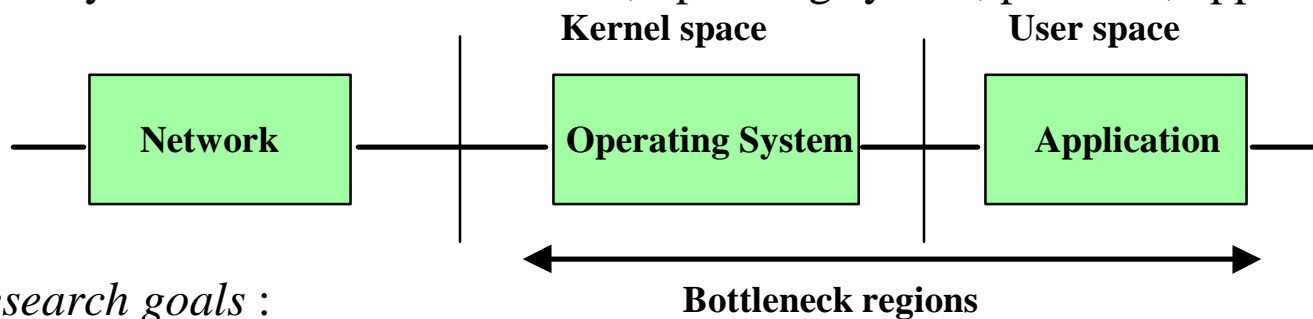 Kernel space User space
Network Operating System Application
Bottleneck regions
search goals :